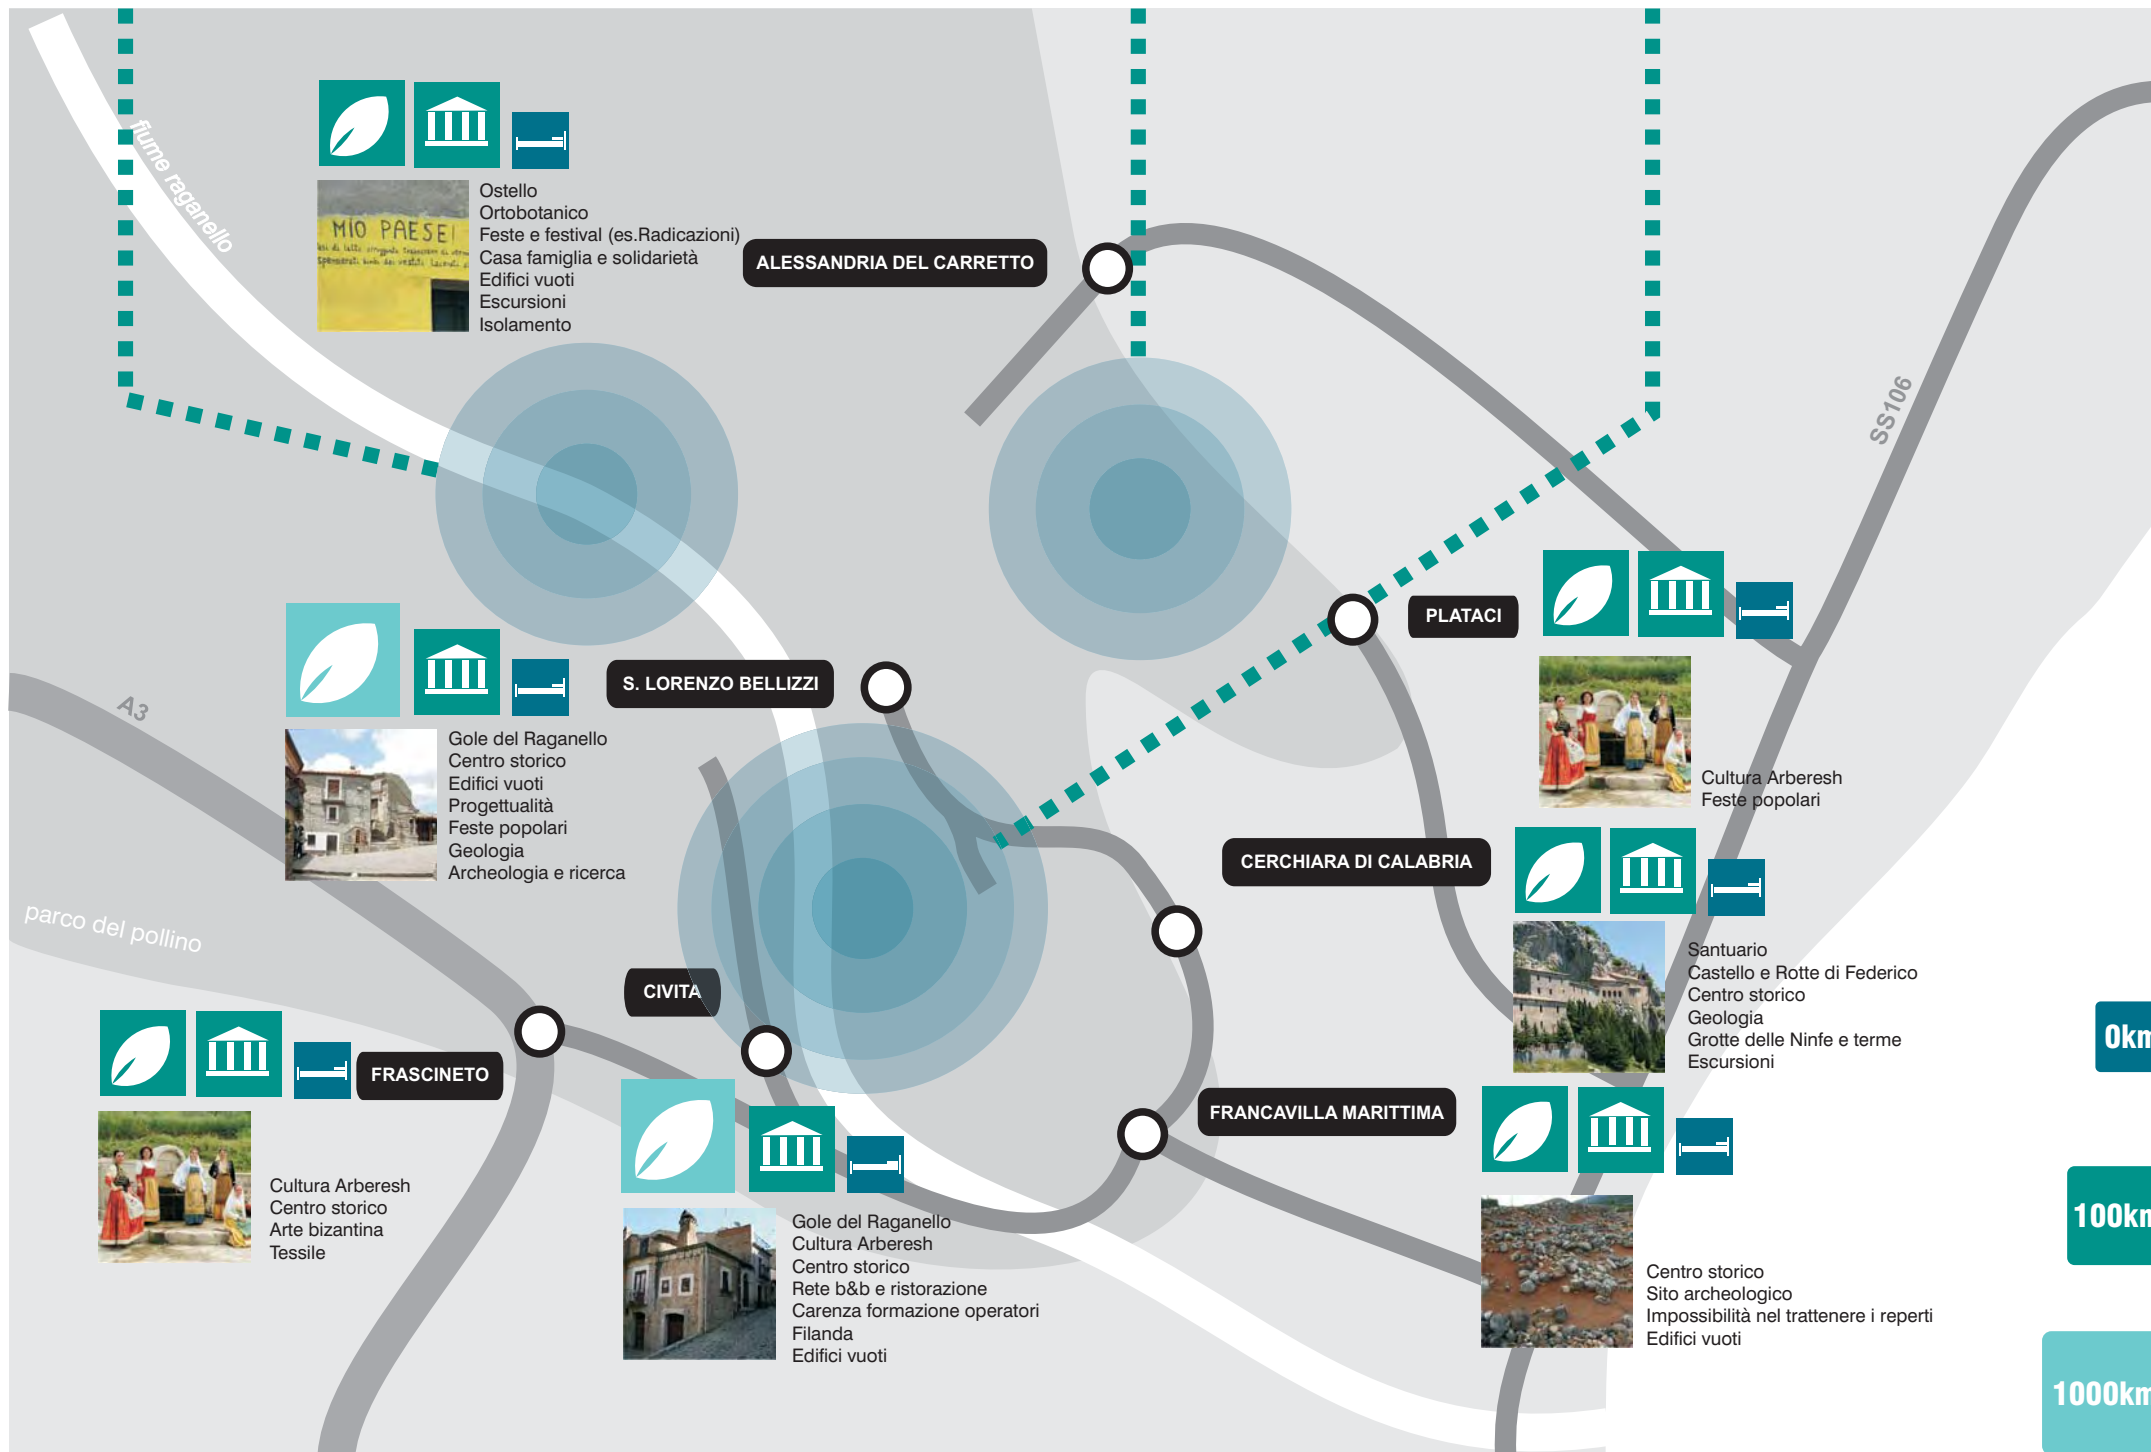 fiume raganello
MIO PAESE!
Ostello
Ortobotanico
Feste e festival (es.Radicazioni)
Casa famiglia e solidarietà
Edifici vuoti
Escursioni
Isolamento
ALESSANDRIA DEL CARRETTO
SS106
PLATACI
Cultura Arberesh
Feste popolari
S. LORENZO BELLIZZI
A3
Gole del Raganello
Centro storico
Edifici vuoti
Progettualità
Feste popolari
Geologia
Archeologia e ricerca
CERCHIARA DI CALABRIA
Santuario
Castello e Rotte di Federico
Centro storico
Geologia
Grotte delle Ninfe e terme
Escursioni
parco del pollino
CIVITA
FRASCINETO
Cultura Arberesh
Centro storico
Arte bizantina
Tessile
Gole del Raganello
Cultura Arberesh
Centro storico
Rete b&b e ristorazione
Carenza formazione operatori
Filanda
Edifici vuoti
FRANCAVILLA MARITTIMA
Centro storico
Sito archeologico
Impossibilità nel trattenere i reperti
Edifici vuoti
0km
100km
1000km